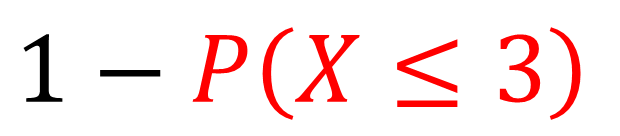 1 − P(X ≤ 3)